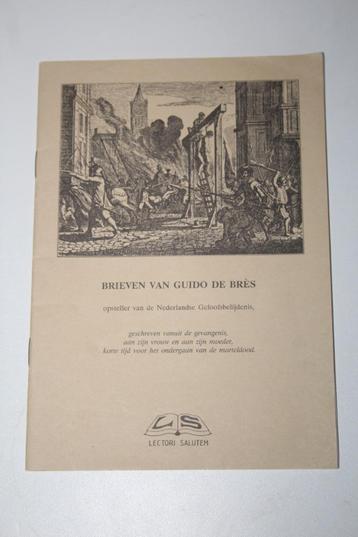 BRIEVEN VAN GUIDO DE BRÈS
opsteller van de Nederlandse Geloofsbelijdenis,
geschreven vanuit de gevangenis,
aan zijn vrouw en aan zijn moeder,
korte tijd voor het ondergaan van de marteldood.
LS
LECTORI SALUTEM